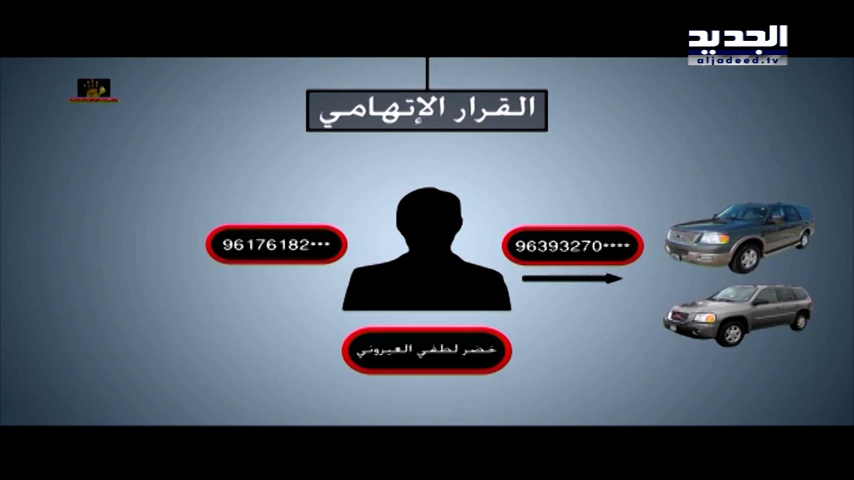 الجديد
aljadeed.tv
القرار الإتهامي
96176182•••
96393270••••
خضر لطفي العيروني